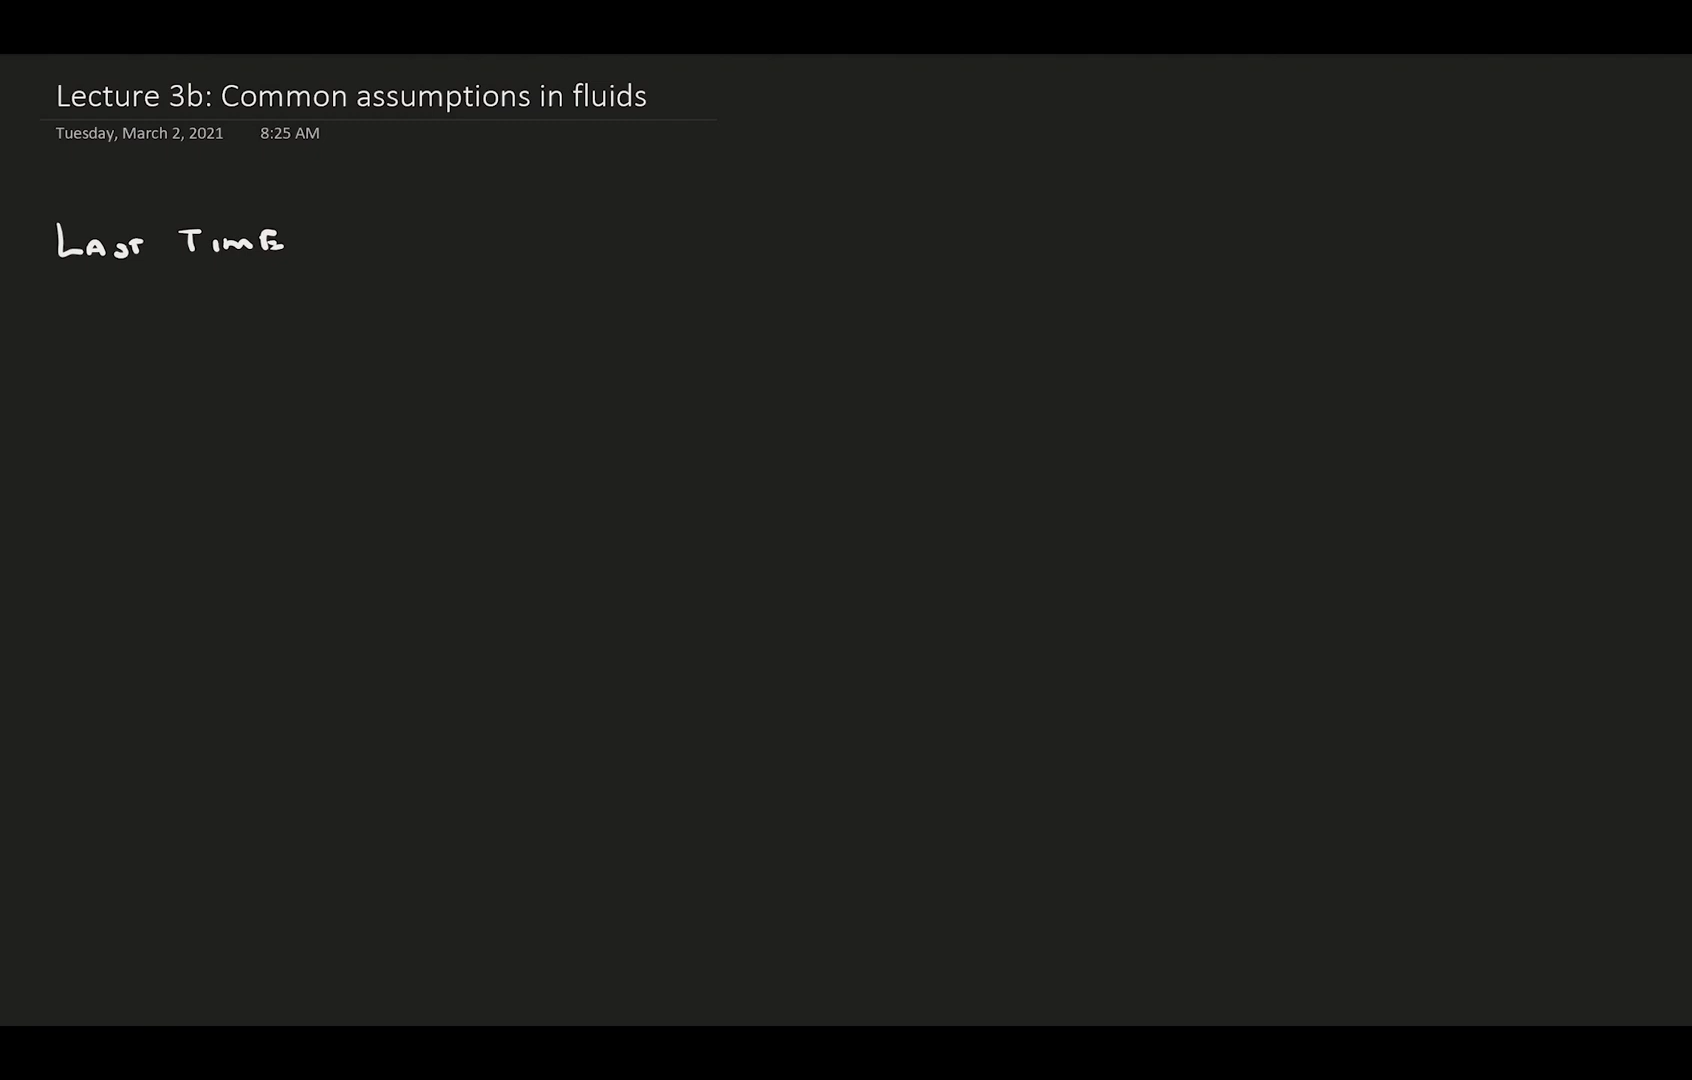 Lecture 3b: Common assumptions in fluids
Tuesday, March 2, 2021 8:25 AM
LAST TIME